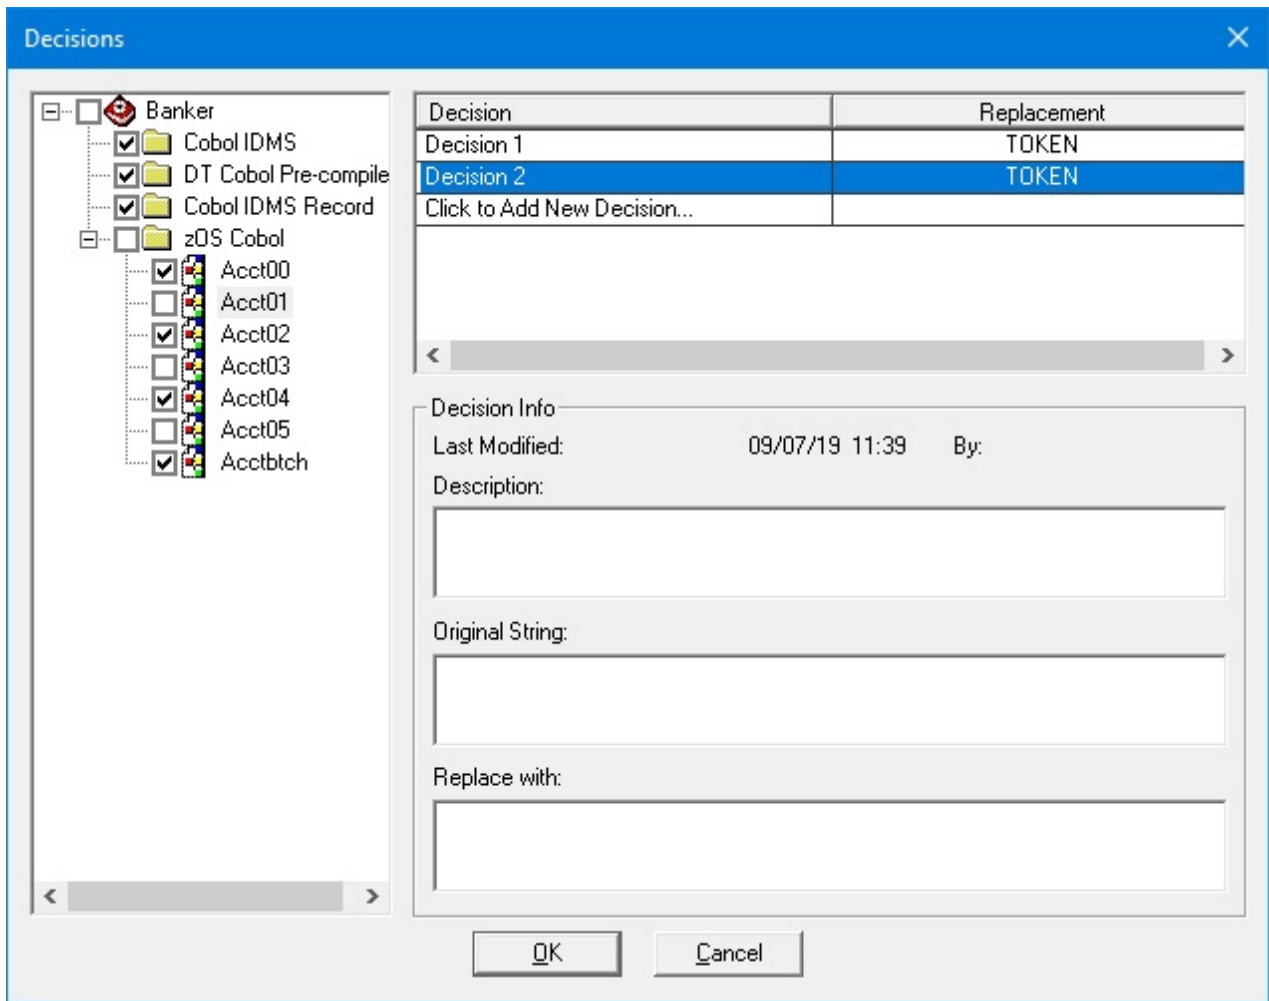 Decisions
Banker
Cobol IDMS
DT Cobol Pre-compile
Cobol IDMS Record
zOS Cobol
Acct00
Acct01
Acct02
Acct03
Acct04
Acct05
Acctbtch
Decision Replacement
Decision 1 TOKEN
Decision 2 TOKEN
Click to Add New Decision...
Decision Info
Last Modified: 09/07/19 11:39 By:
Description:
Original String:
Replace with:
OK Cancel